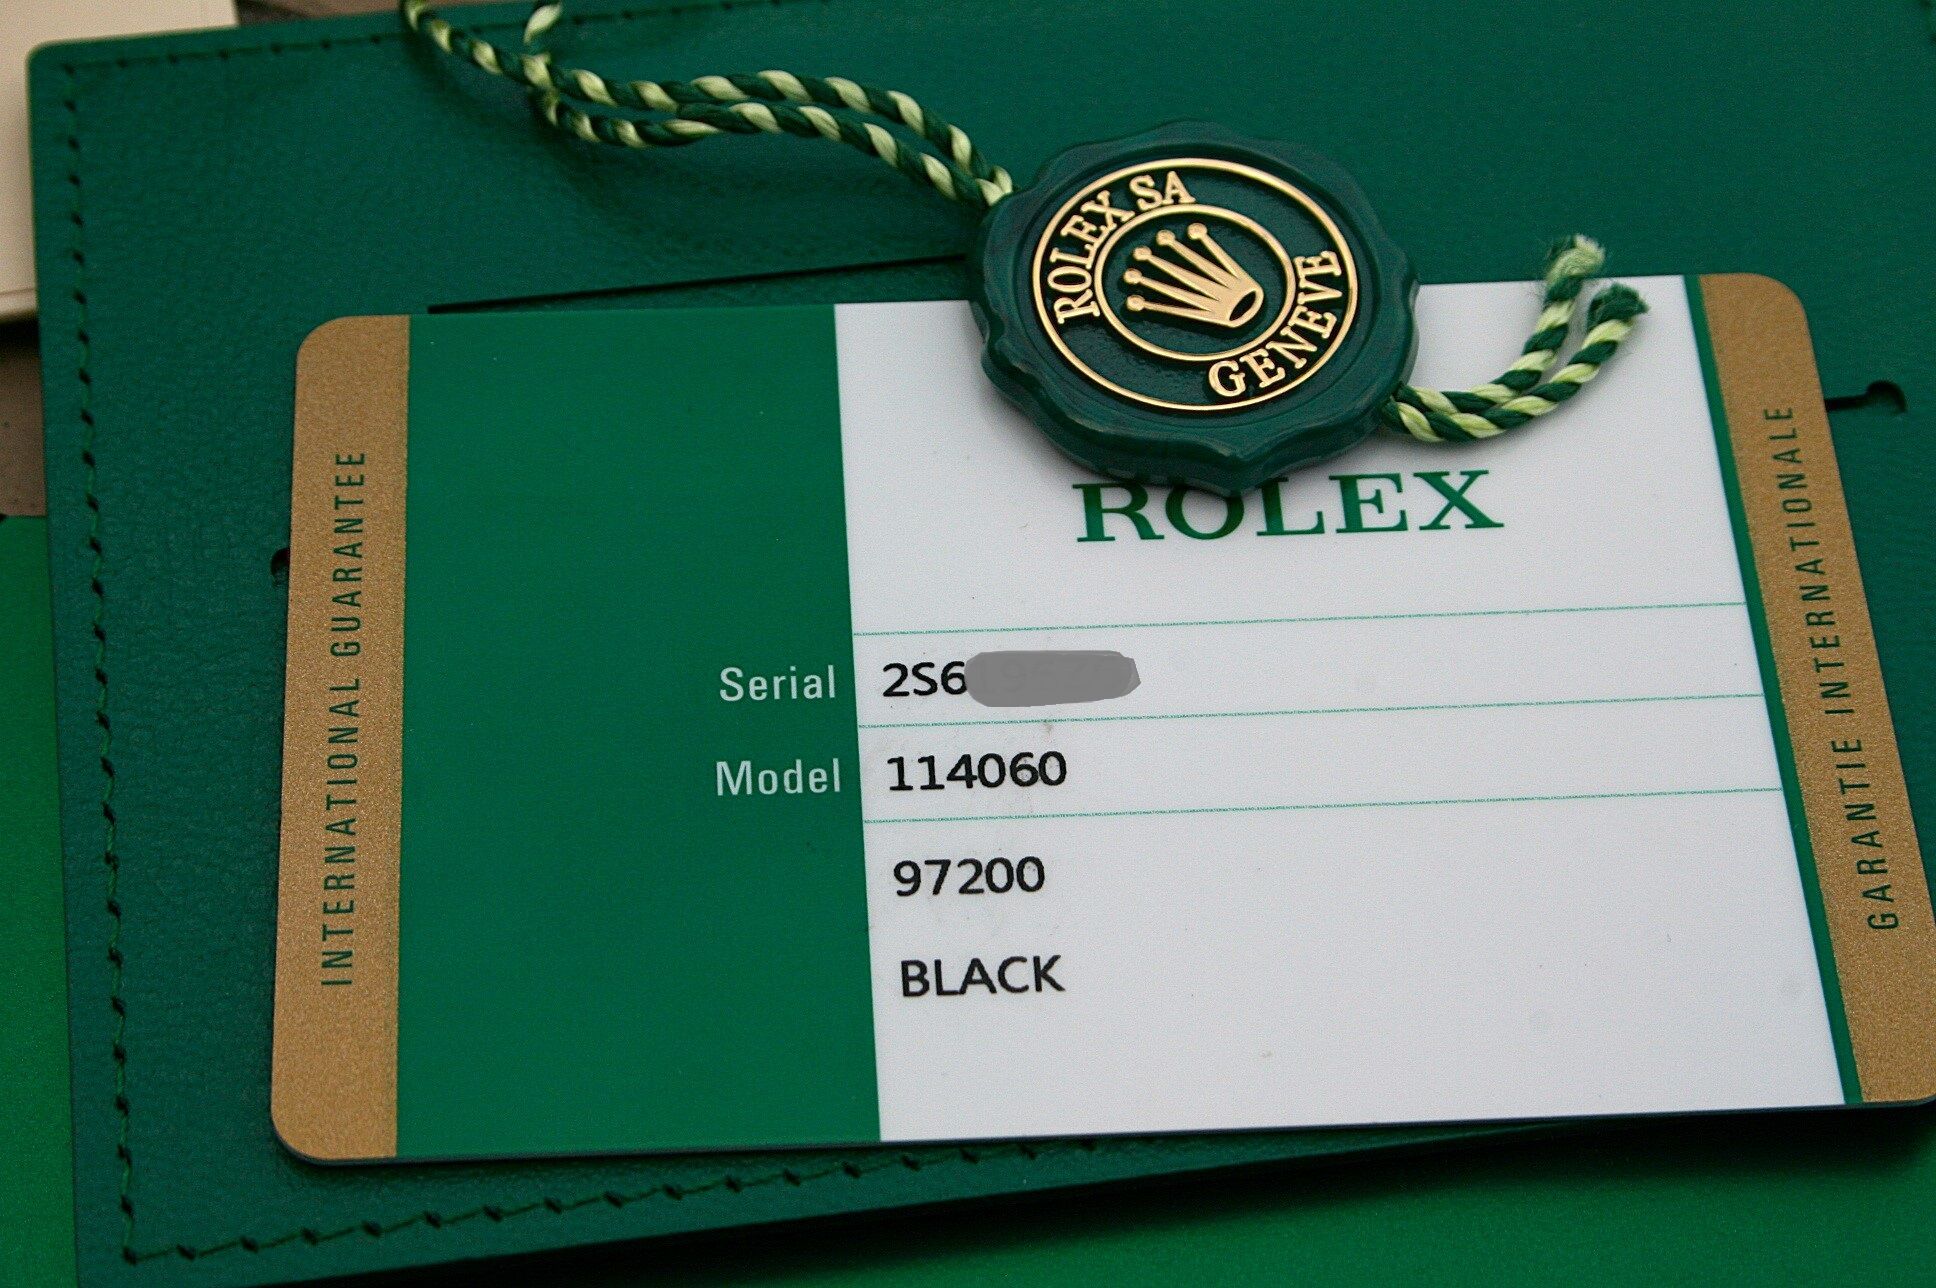 ROLEX SA
GENEVE
ROLEX
INTERNATIONAL GUARANTEE
GARANTIE INTERNATIONALE
Serial 2S6
Model 114060
97200
BLACK